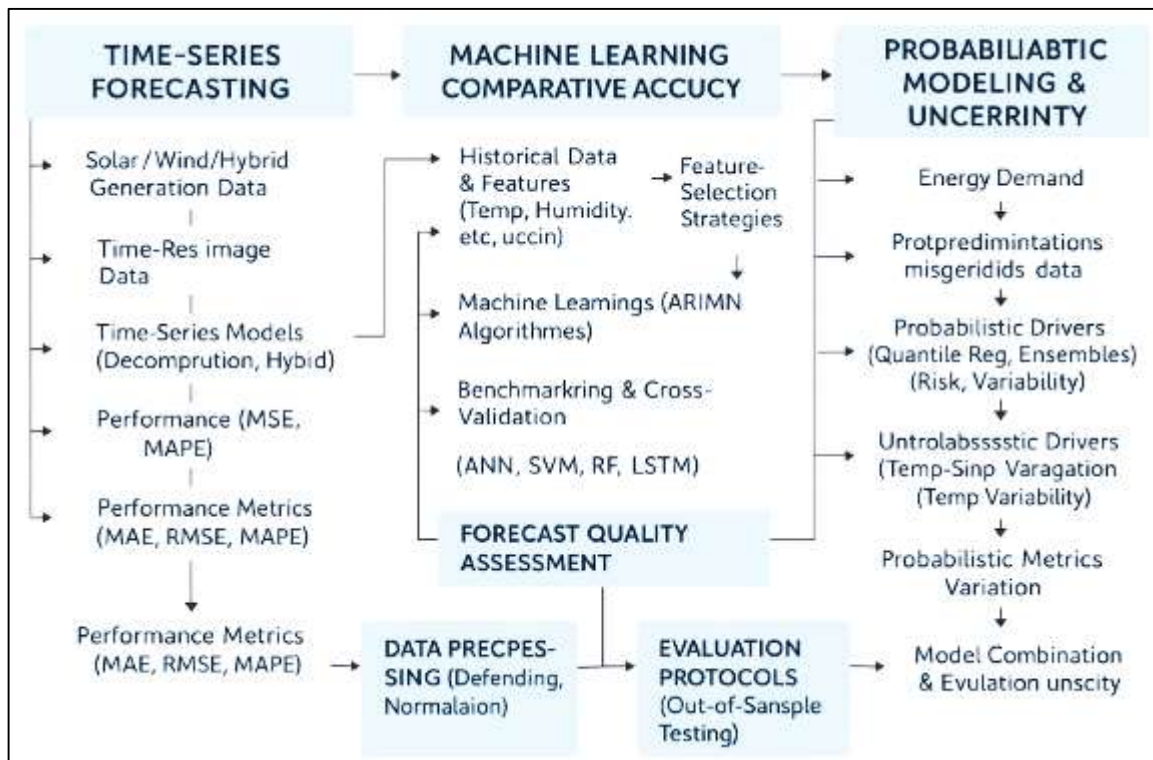 TIME-SERIES
FORECASTING
MACHINE LEARNING
COMPARATIVE ACCUCY
PROBABILIABTIC
MODELING &
UNCERRINTY
Solar / Wind/Hybrid
Generation Data
Time-Res image
Data
Time-Series Models
(Decomprution, Hybid)
Performance (MSE,
MAPE)
Performance Metrics
(MAE, RMSE, MAPE)
Performance Metrics
(MAE, RMSE, MAPE)
Historical Data
& Features
(Temp, Humidity.
etc, uccin)
Feature-
Selection
Strategies
Machine Leamings (ARIMN
Algorithmes)
Benchmarkring & Cross-
Validation
(ANN, SVM, RF, LSTM)
FORECAST QUALITY
ASSESSMENT
DATA PRECPES-
SING (Defending,
Normalaion)
EVALUATION
PROTOCOLS
(Out-of-Sansple
Testing)
Energy Demand
Protpredimintations
misgeridids data
Probabilistic Drivers
(Quantile Reg, Ensembles)
(Risk, Variability)
Untrolabsssstic Drivers
(Temp-Sinp Varagation
(Temp Variability)
Probabilistic Metrics
Variation
Model Combination
& Evulation unscity